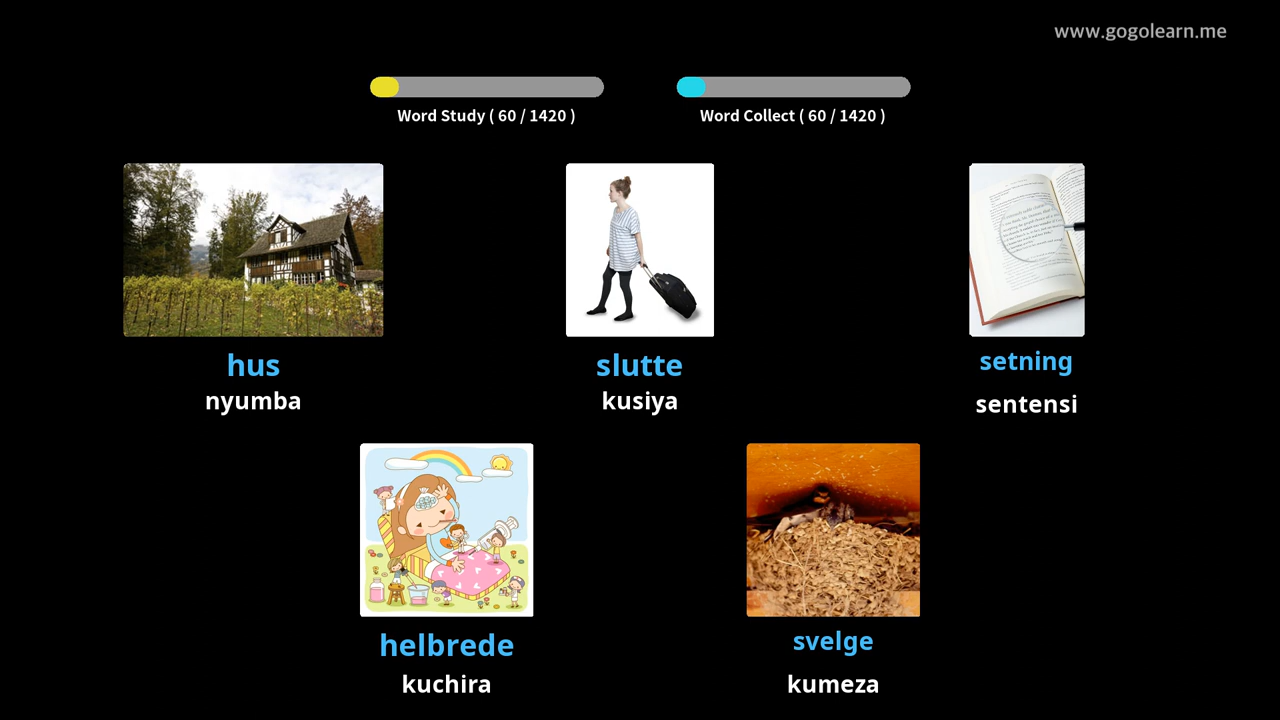 www.gogolearn.me
Word Study ( 60 / 1420 )
Word Collect ( 60 / 1420 )
hus
nyumba
slutte
kusiya
setning
sentensi
helbrede
kuchira
svelge
kumeza